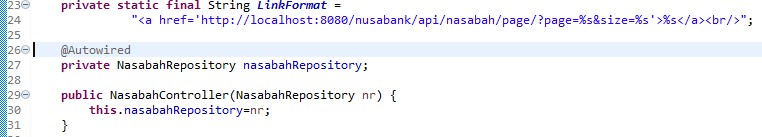 23 private static final String LinkFormat =
24 "<a href='http://localhost:8080/nusabank/api/nasabah/page/?page=%s&size=%s'>%s</a><br/>";
25
26 @Autowired
27 private NasabahRepository nasabahRepository;
28
29 public NasabahController(NasabahRepository nr) {
30 this.nasabahRepository=nr;
31 }